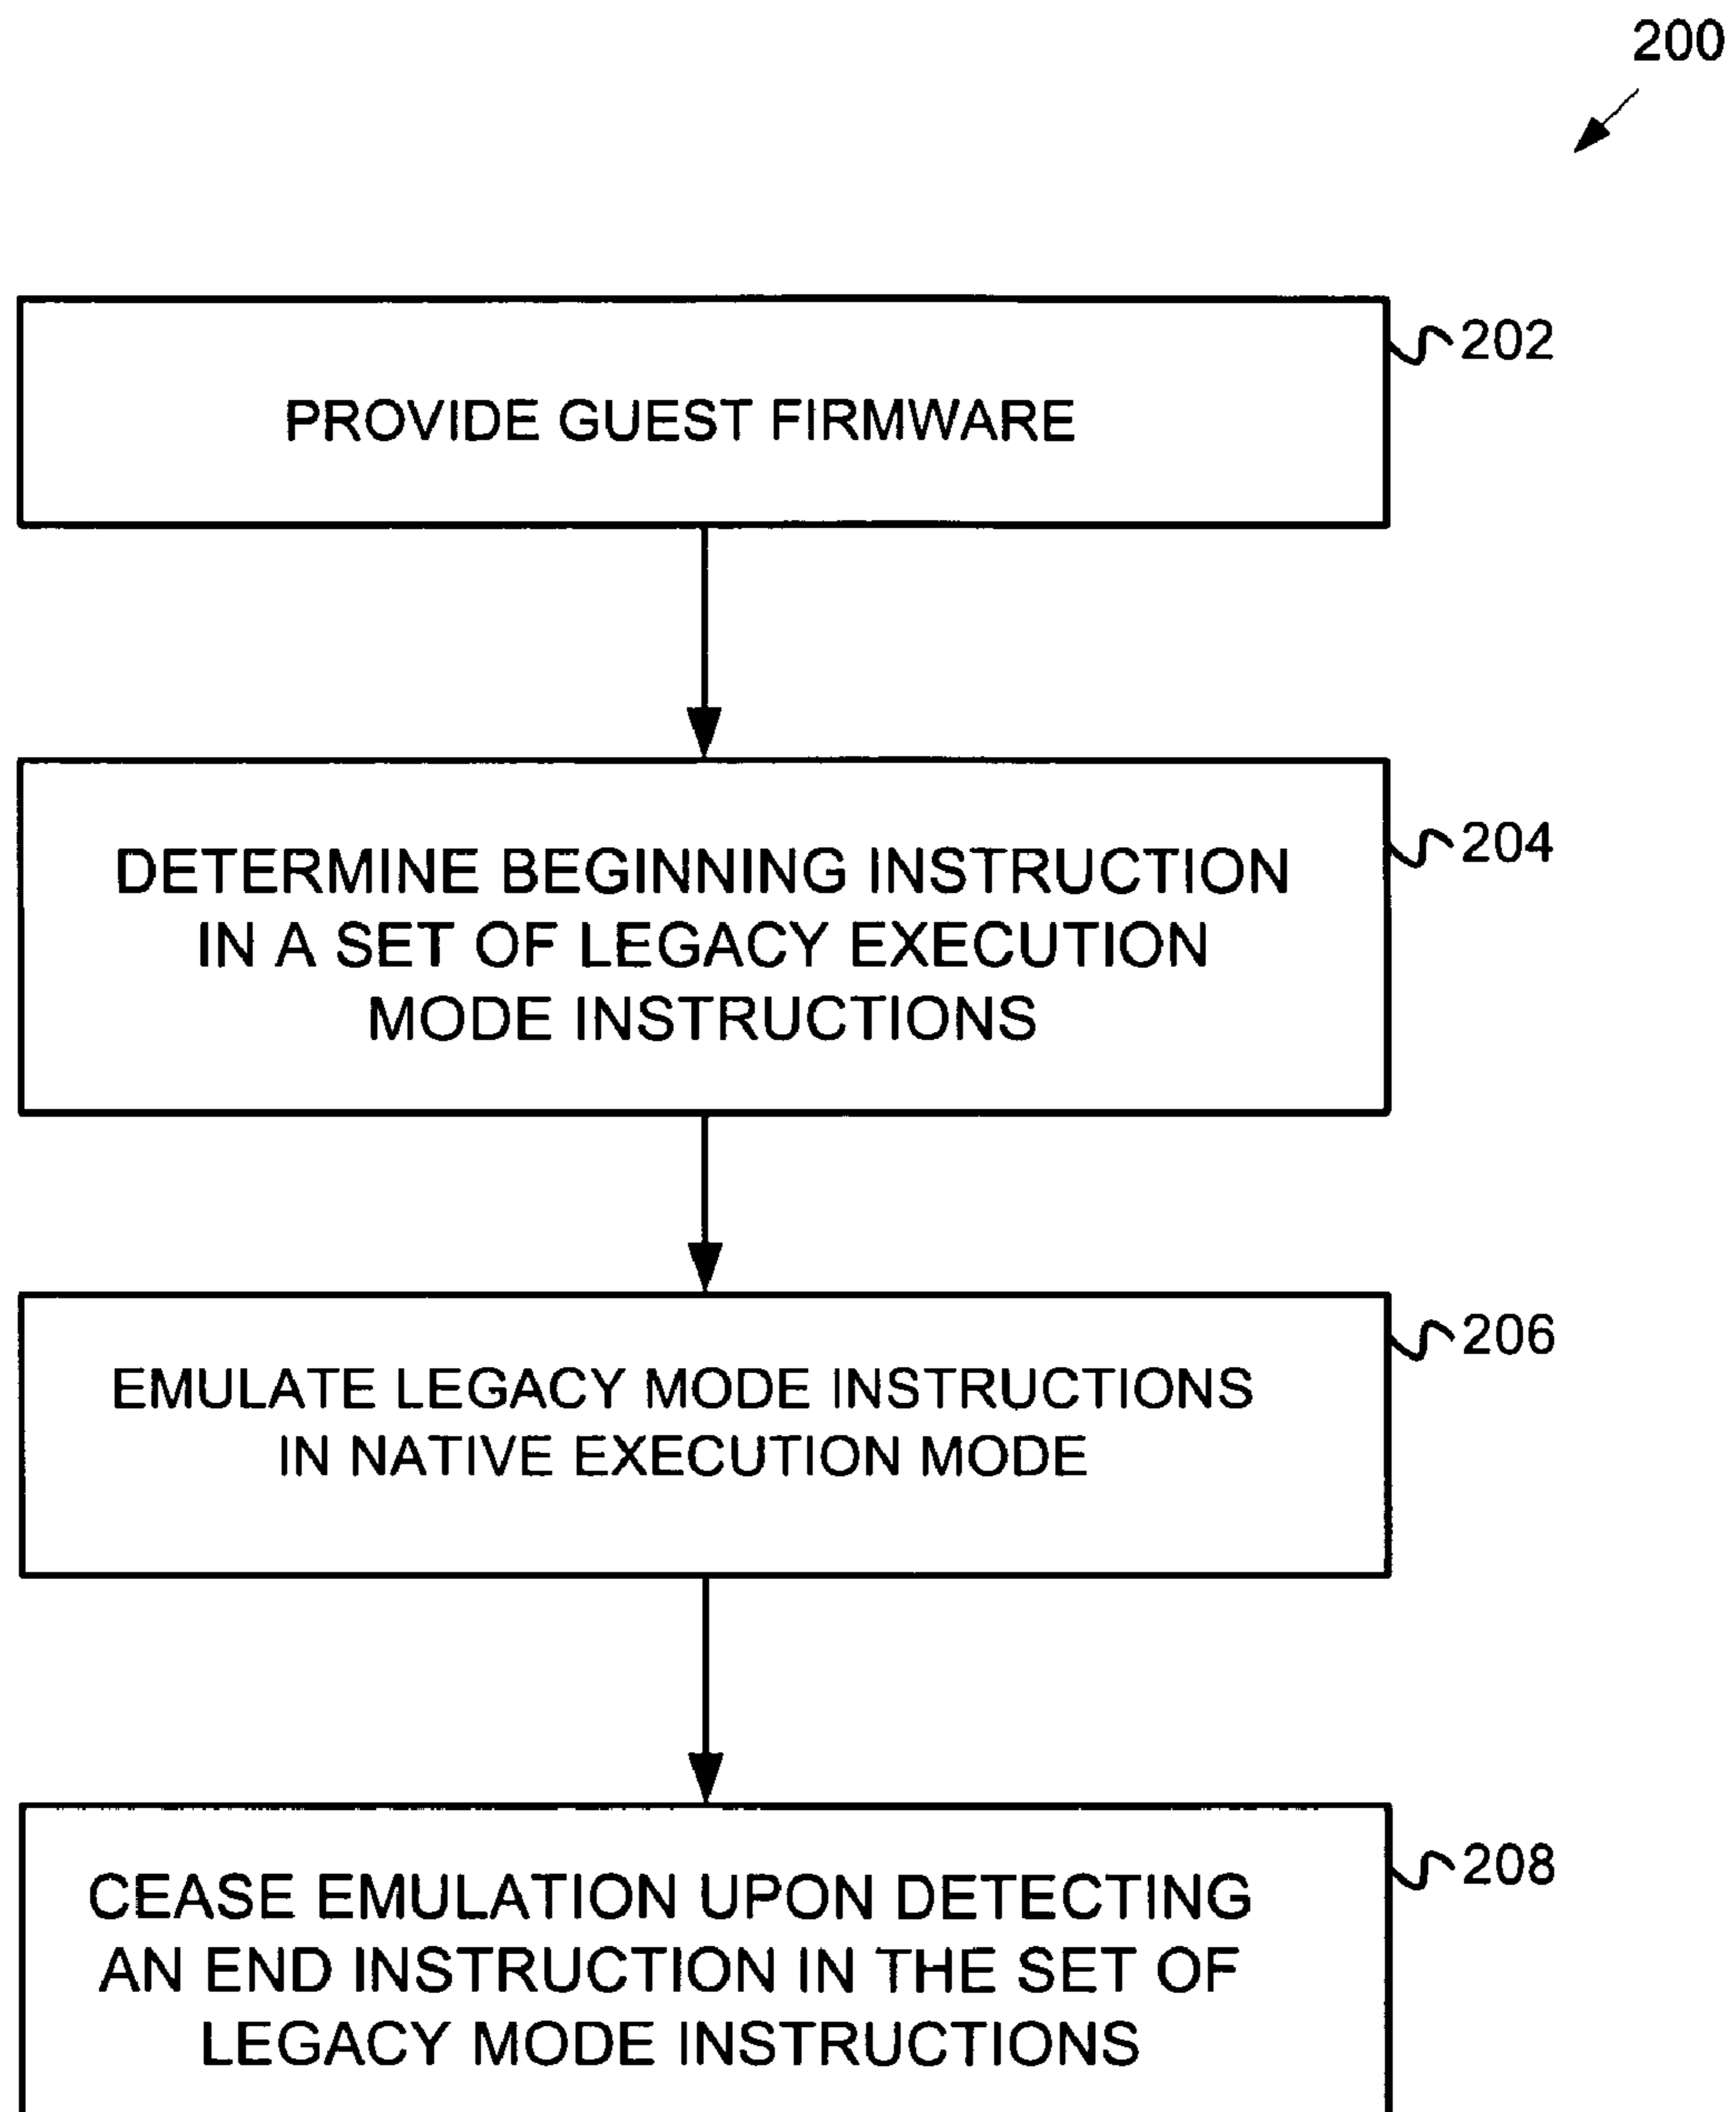 200
PROVIDE GUEST FIRMWARE
202
DETERMINE BEGINNING INSTRUCTION
IN A SET OF LEGACY EXECUTION
MODE INSTRUCTIONS
204
EMULATE LEGACY MODE INSTRUCTIONS
IN NATIVE EXECUTION MODE
206
CEASE EMULATION UPON DETECTING
AN END INSTRUCTION IN THE SET OF
LEGACY MODE INSTRUCTIONS
208